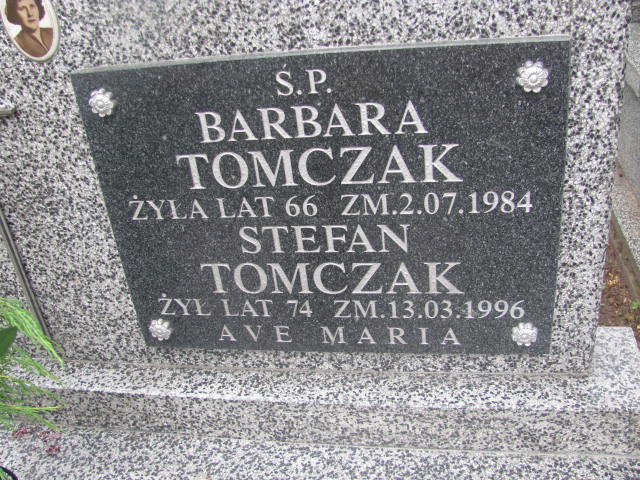 Ś.P.
BARBARA
TOMCZAK
ŻYŁA LAT 66 ZM.2.07.1984
STEFAN
TOMCZAK
ŻYŁ LAT 74 ZM.13.03.1996
AVE MARIA